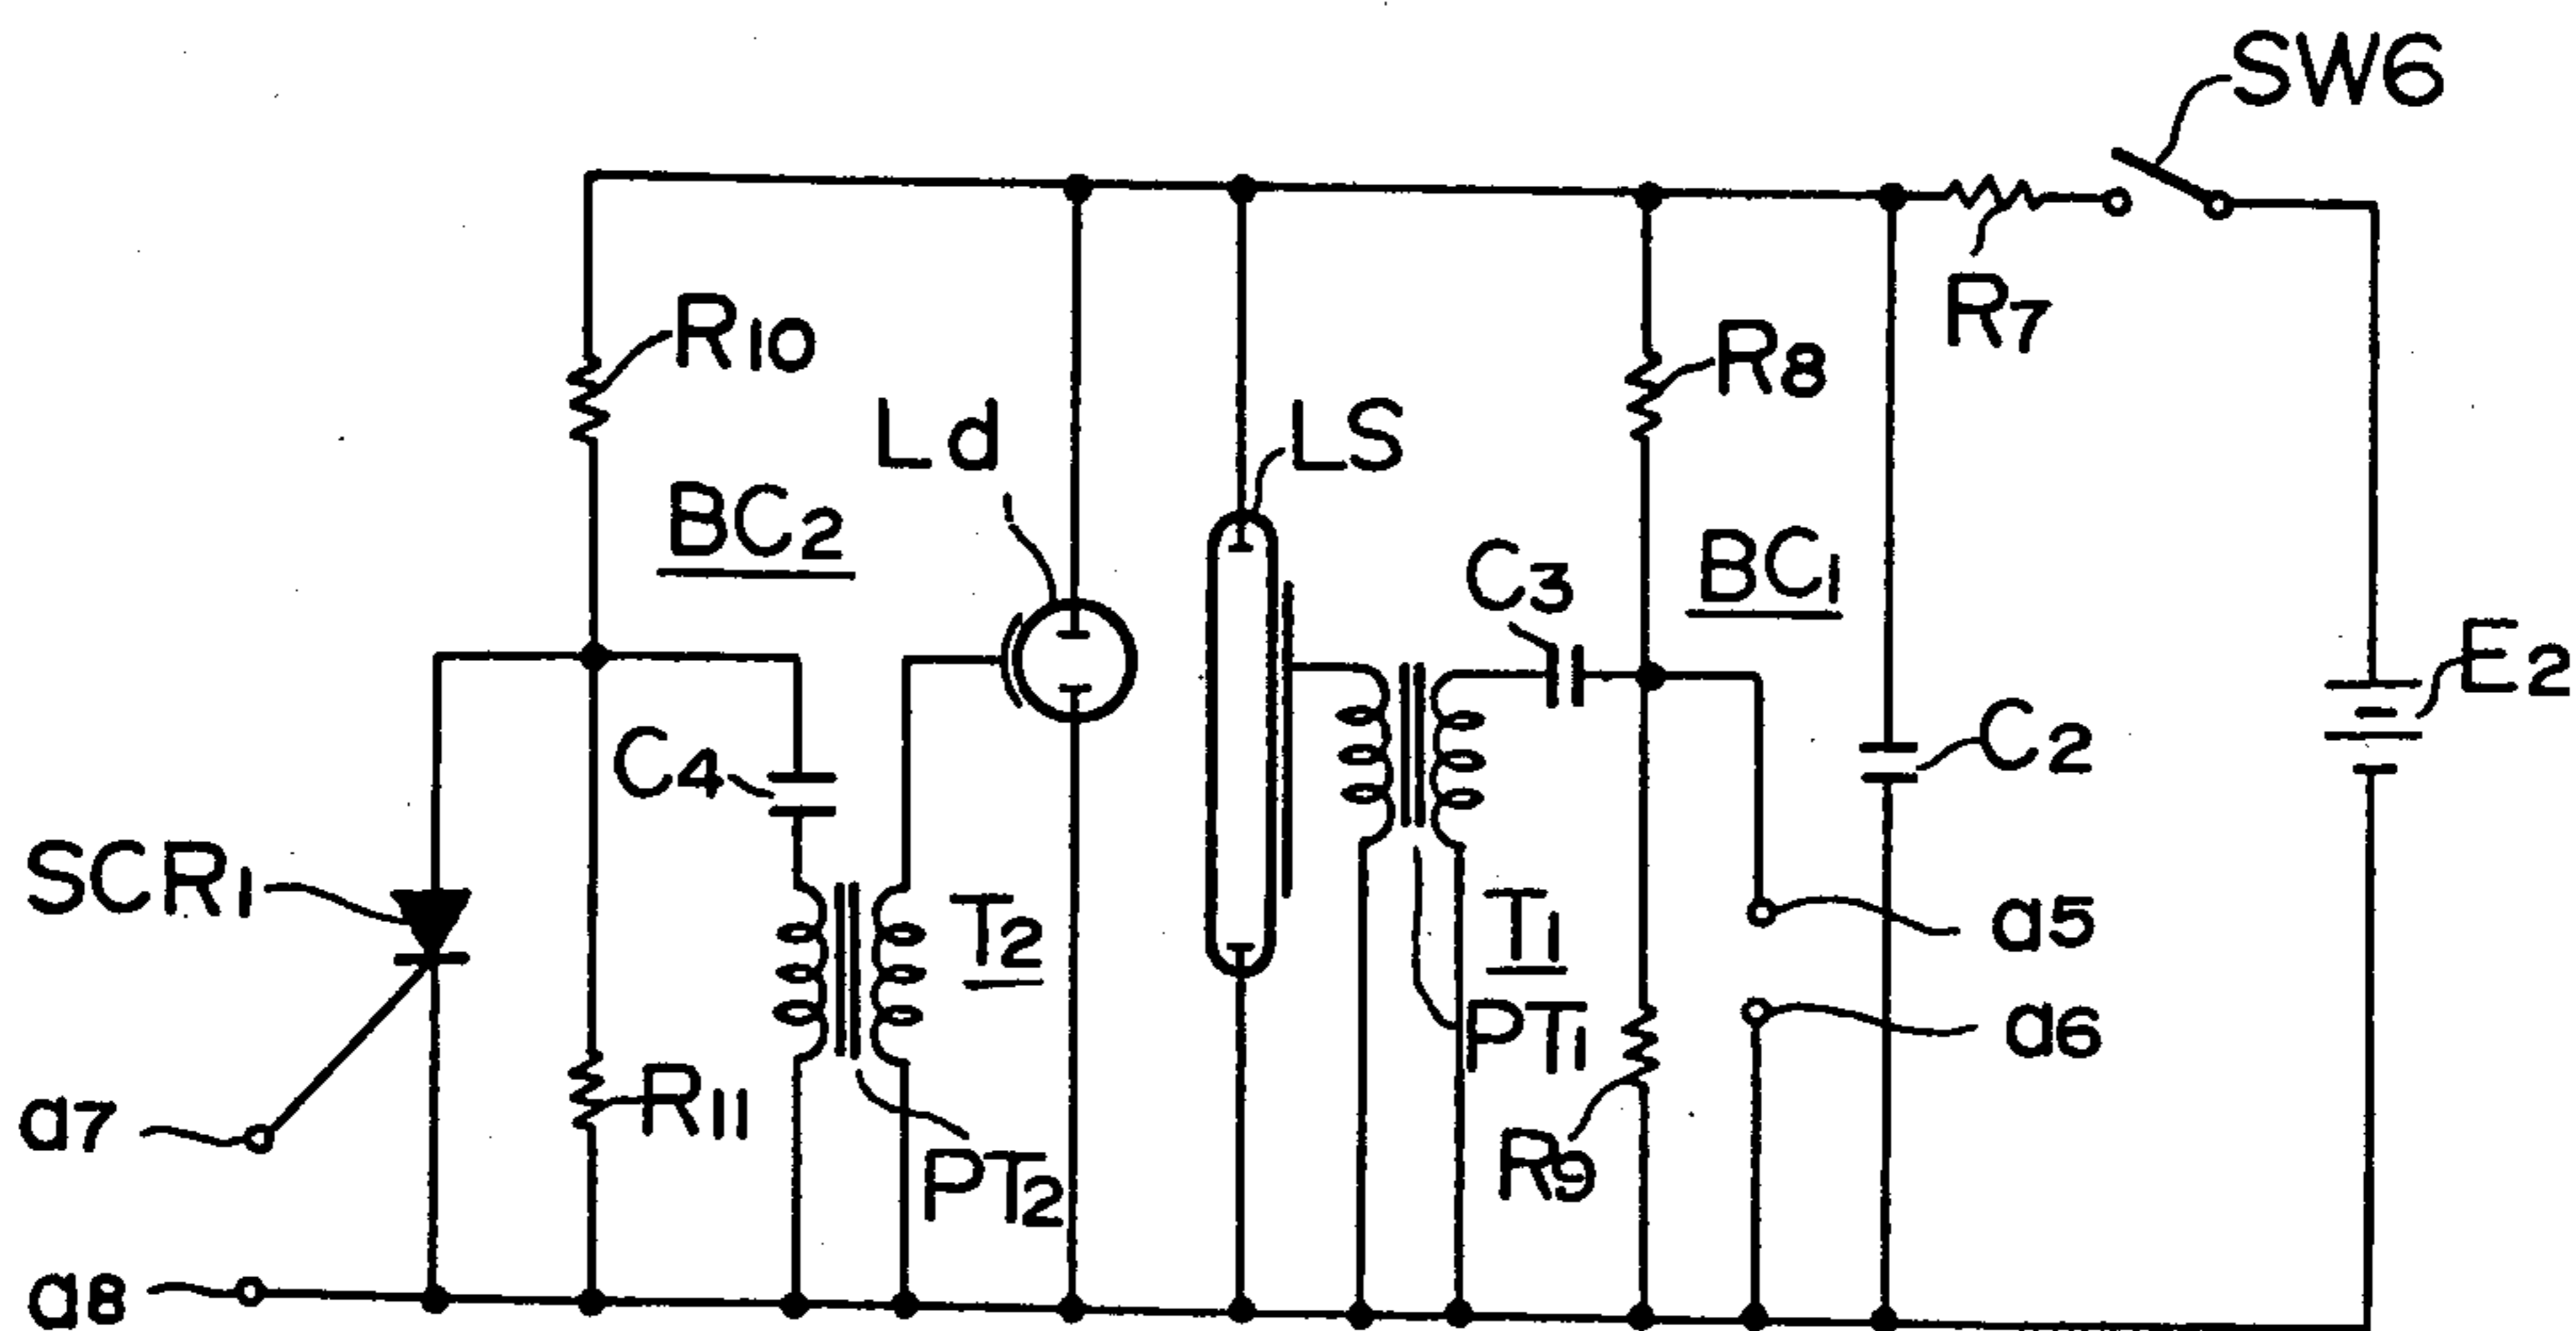 SW6
R7
R10
R8
Ld
LS
BC2
C3
BC1
E2
C4
C2
SCR1
T2
T1
a5
PT1
a6
a7
R11
PT2
R9
a8